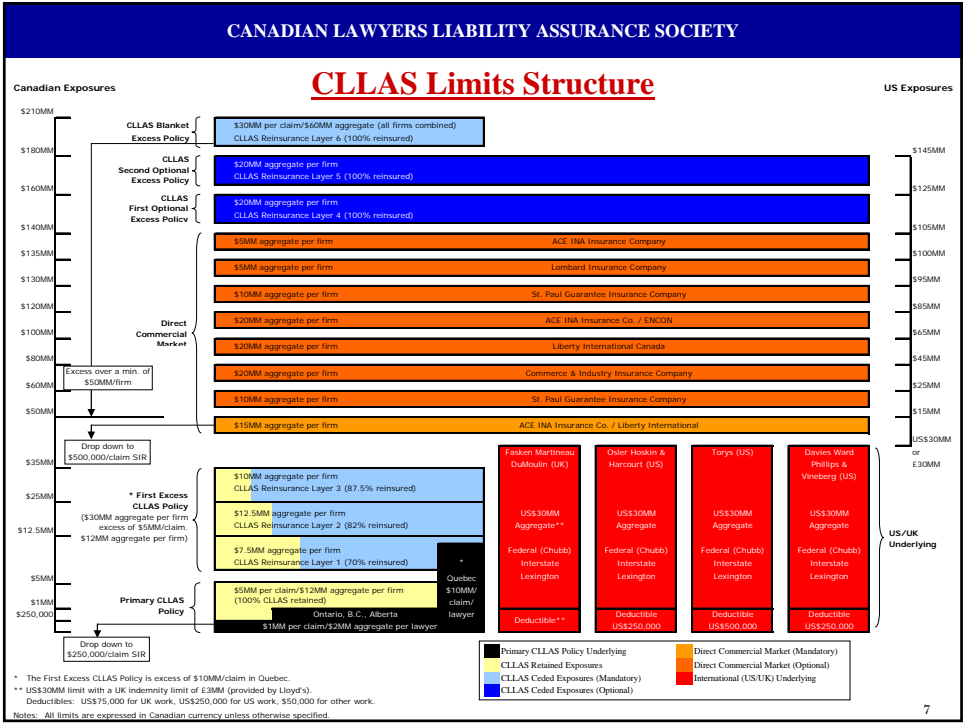 CANADIAN LAWYERS LIABILITY ASSURANCE SOCIETY
CLLAS Limits Structure
Canadian Exposures
US Exposures
$210MM
CLLAS Blanket
Excess Policy
$30MM per claim/$60MM aggregate (all firms combined)
CLLAS Reinsurance Layer 6 (100% reinsured)
$180MM
$145MM
CLLAS
Second Optional
Excess Policy
$20MM aggregate per firm
CLLAS Reinsurance Layer 5 (100% reinsured)
$160MM
$125MM
CLLAS
First Optional
Excess Policy
$20MM aggregate per firm
CLLAS Reinsurance Layer 4 (100% reinsured)
$140MM
$105MM
$5MM aggregate per firm ACE INA Insurance Company
$135MM
$100MM
$5MM aggregate per firm Lombard Insurance Company
$130MM
$95MM
$10MM aggregate per firm St. Paul Guarantee Insurance Company
$120MM
$85MM
$20MM aggregate per firm ACE INA Insurance Co. / ENCON
Direct
Commercial
Market
$100MM
$65MM
$20MM aggregate per firm Liberty International Canada
$80MM
$45MM
Excess over a min. of
$50MM/firm
$20MM aggregate per firm Commerce & Industry Insurance Company
$60MM
$25MM
$10MM aggregate per firm St. Paul Guarantee Insurance Company
$50MM
$15MM
$15MM aggregate per firm ACE INA Insurance Co. / Liberty International
Drop down to
$500,000/claim SIR
US$30MM
or
£30MM
$35MM
$10MM aggregate per firm
CLLAS Reinsurance Layer 3 (87.5% reinsured)
$25MM
* First Excess
CLLAS Policy
($30MM aggregate per firm
excess of $5MM/claim.
$12MM aggregate per firm)
$12.5MM aggregate per firm
CLLAS Reinsurance Layer 2 (82% reinsured)
$12.5MM
$7.5MM aggregate per firm
CLLAS Reinsurance Layer 1 (70% reinsured)
$5MM
*
Quebec
$10MM/
claim/
lawyer
Primary CLLAS
Policy
$5MM per claim/$12MM aggregate per firm
(100% CLLAS retained)
$1MM
$250,000
Ontario, B.C., Alberta
$1MM per claim/$2MM aggregate per lawyer
Drop down to
$250,000/claim SIR
Fasken Martineau
DuMoulin (UK)
US$30MM
Aggregate**
Federal (Chubb)
Interstate
Lexington
Deductible**
Osler Hoskin &
Harcourt (US)
US$30MM
Aggregate
Federal (Chubb)
Interstate
Lexington
Deductible
US$250,000
Torys (US)
US$30MM
Aggregate
Federal (Chubb)
Interstate
Lexington
Deductible
US$500,000
Davies Ward
Phillips &
Vineberg (US)
US$30MM
Aggregate
Federal (Chubb)
Interstate
Lexington
Deductible
US$250,000
US/UK
Underlying
Primary CLLAS Policy Underlying
CLLAS Retained Exposures
CLLAS Ceded Exposures (Mandatory)
CLLAS Ceded Exposures (Optional)
Direct Commercial Market (Mandatory)
Direct Commercial Market (Optional)
International (US/UK) Underlying
* The First Excess CLLAS Policy is excess of $10MM/claim in Quebec.
** US$30MM limit with a UK indemnity limit of £3MM (provided by Lloyd's).
Deductibles: US$75,000 for UK work, US$250,000 for US work, $50,000 for other work.
Notes: All limits are expressed in Canadian currency unless otherwise specified.
7